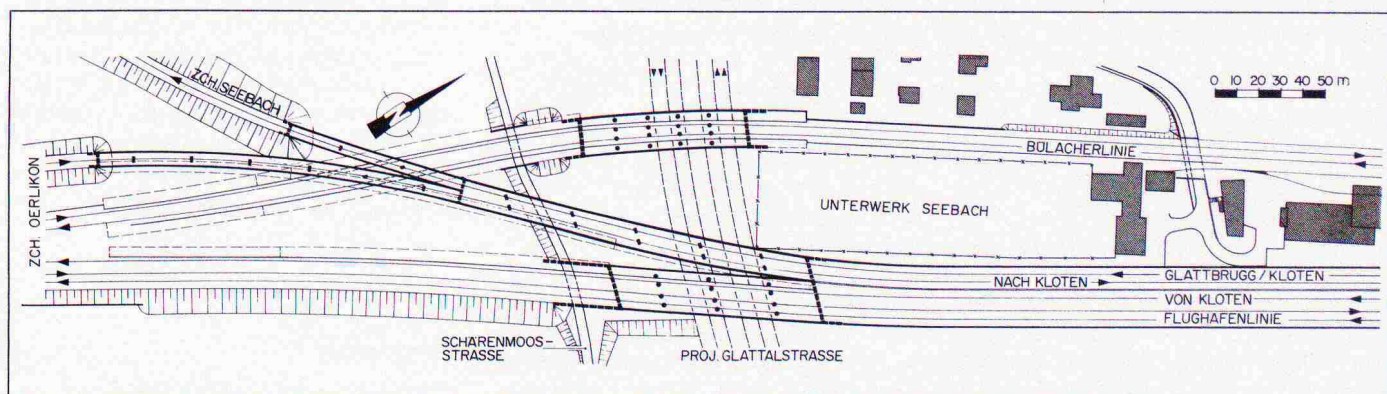 ZCH. SEEBACH
ZCH. OERLIKON
0 10 20 30 40 50 m
BÜLACHERLINIE
UNTERWERK SEEBACH
NACH KLOTEN
GLATTBRUGG / KLOTEN
VON KLOTEN
FLUGHAFENLINIE
SCHÄRENMOOS-
STRASSE
PROJ. GLATTALSTRASSE